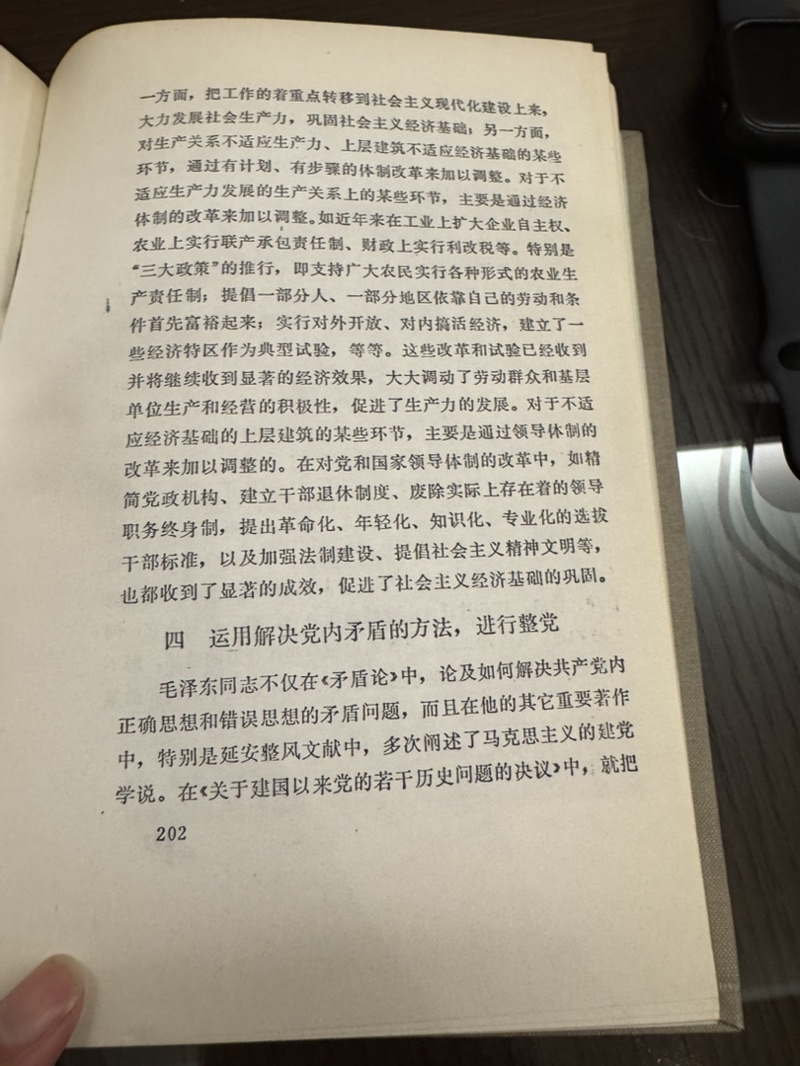 一方面，把工作的着重点转移到社会主义现代化建设上来，
大力发展社会生产力，巩固社会主义经济基础；另一方面，
对生产关系不适应生产力、上层建筑不适应经济基础的某些
环节，通过有计划、有步骤的体制改革来加以调整。对于不
适应生产力发展的生产关系上的某些环节，主要是通过经济
体制的改革来加以调整。如近年来在工业上扩大企业自主权、
农业上实行联产承包责任制、财政上实行利改税等。特别是
“三大政策”的推行，即支持广大农民实行各种形式的农业生
产责任制；提倡一部分人、一部分地区依靠自己的劳动和条
件首先富裕起来；实行对外开放、对内搞活经济，建立了一
些经济特区作为典型试验，等等。这些改革和试验已经收到
并将继续收到显著的经济效果，大大调动了劳动群众和基层
单位生产和经营的积极性，促进了生产力的发展。对于不适
应经济基础的上层建筑的某些环节，主要是通过领导体制的
改革来加以调整的。在对党和国家领导体制的改革中，如精
简党政机构、建立干部退休制度、废除实际上存在着的领导
职务终身制，提出革命化、年轻化、知识化、专业化的选拔
干部标准，以及加强法制建设、提倡社会主义精神文明等，
也都收到了显著的成效，促进了社会主义经济基础的巩固。
四　运用解决党内矛盾的方法，进行整党
毛泽东同志不仅在《矛盾论》中，论及如何解决共产党内
正确思想和错误思想的矛盾问题，而且在他的其它重要著作
中，特别是延安整风文献中，多次阐述了马克思主义的建党
学说。在《关于建国以来党的若干历史问题的决议》中，就把
202